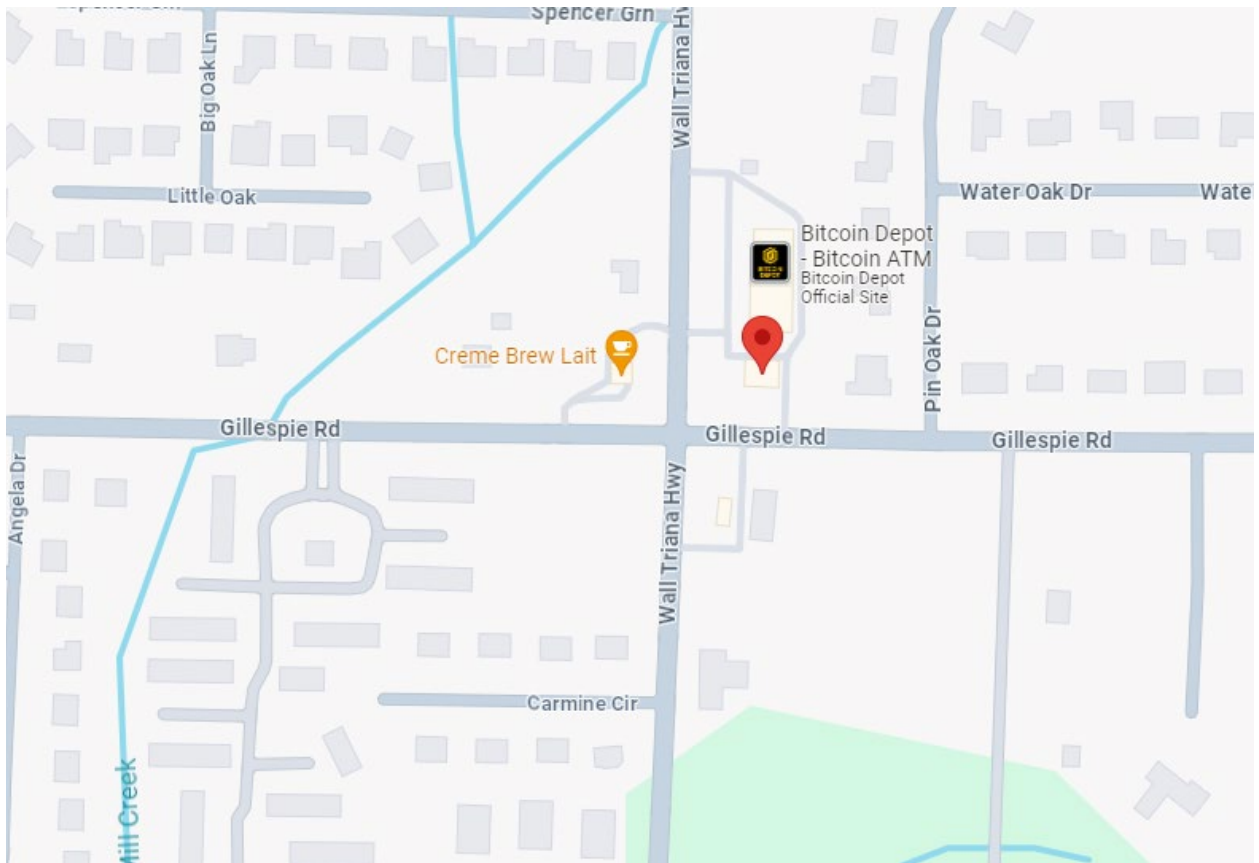 Spencer Grn
Big Oak Ln
Wall Triana
Little Oak
Water Oak Dr
Bitcoin Depot
- Bitcoin ATM
Bitcoin Depot
Official Site
BITCOIN
DEPOT
Creme Brew Lait
Pin Oak Dr
Gillespie Rd
Gillespie Rd
Gillespie Rd
Angela Dr
Wall Triana Hwy
Carmine Cir
Mill Creek